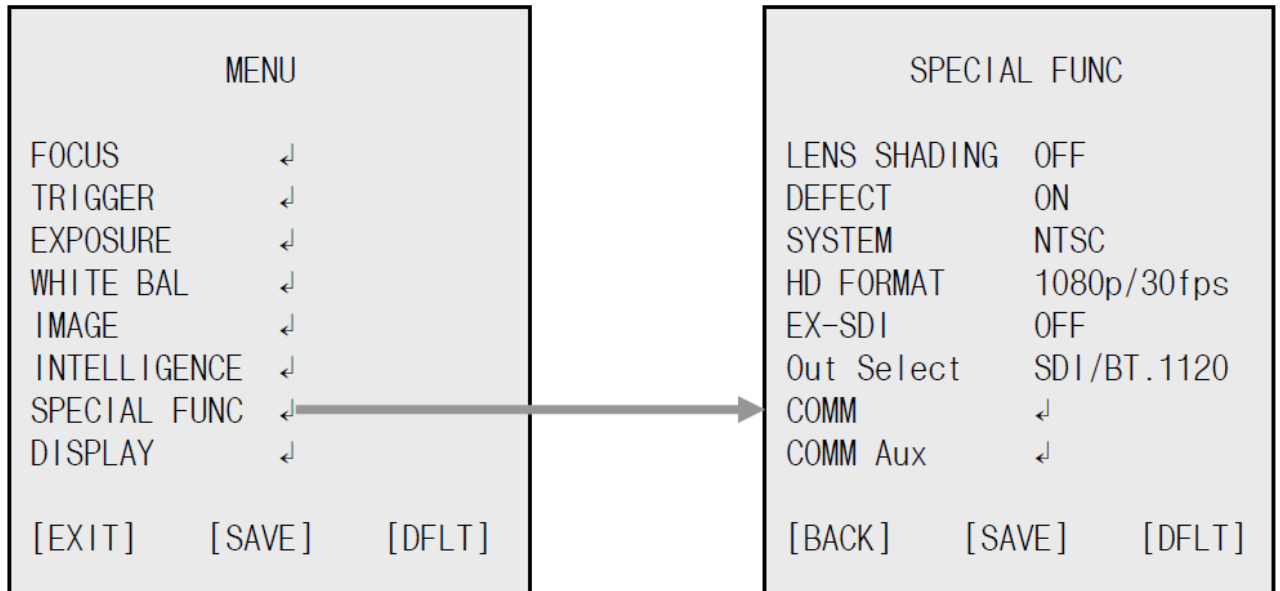 MENU
FOCUS ↲
TRIGGER ↲
EXPOSURE ↲
WHITE BAL ↲
IMAGE ↲
INTELLIGENCE ↲
SPECIAL FUNC ↲
DISPLAY ↲
[EXIT] [SAVE] [DFLT]
SPECIAL FUNC
LENS SHADING OFF
DEFECT ON
SYSTEM NTSC
HD FORMAT 1080p/30fps
EX-SDI OFF
Out Select SDI/BT.1120
COMM ↲
COMM Aux ↲
[BACK] [SAVE] [DFLT]